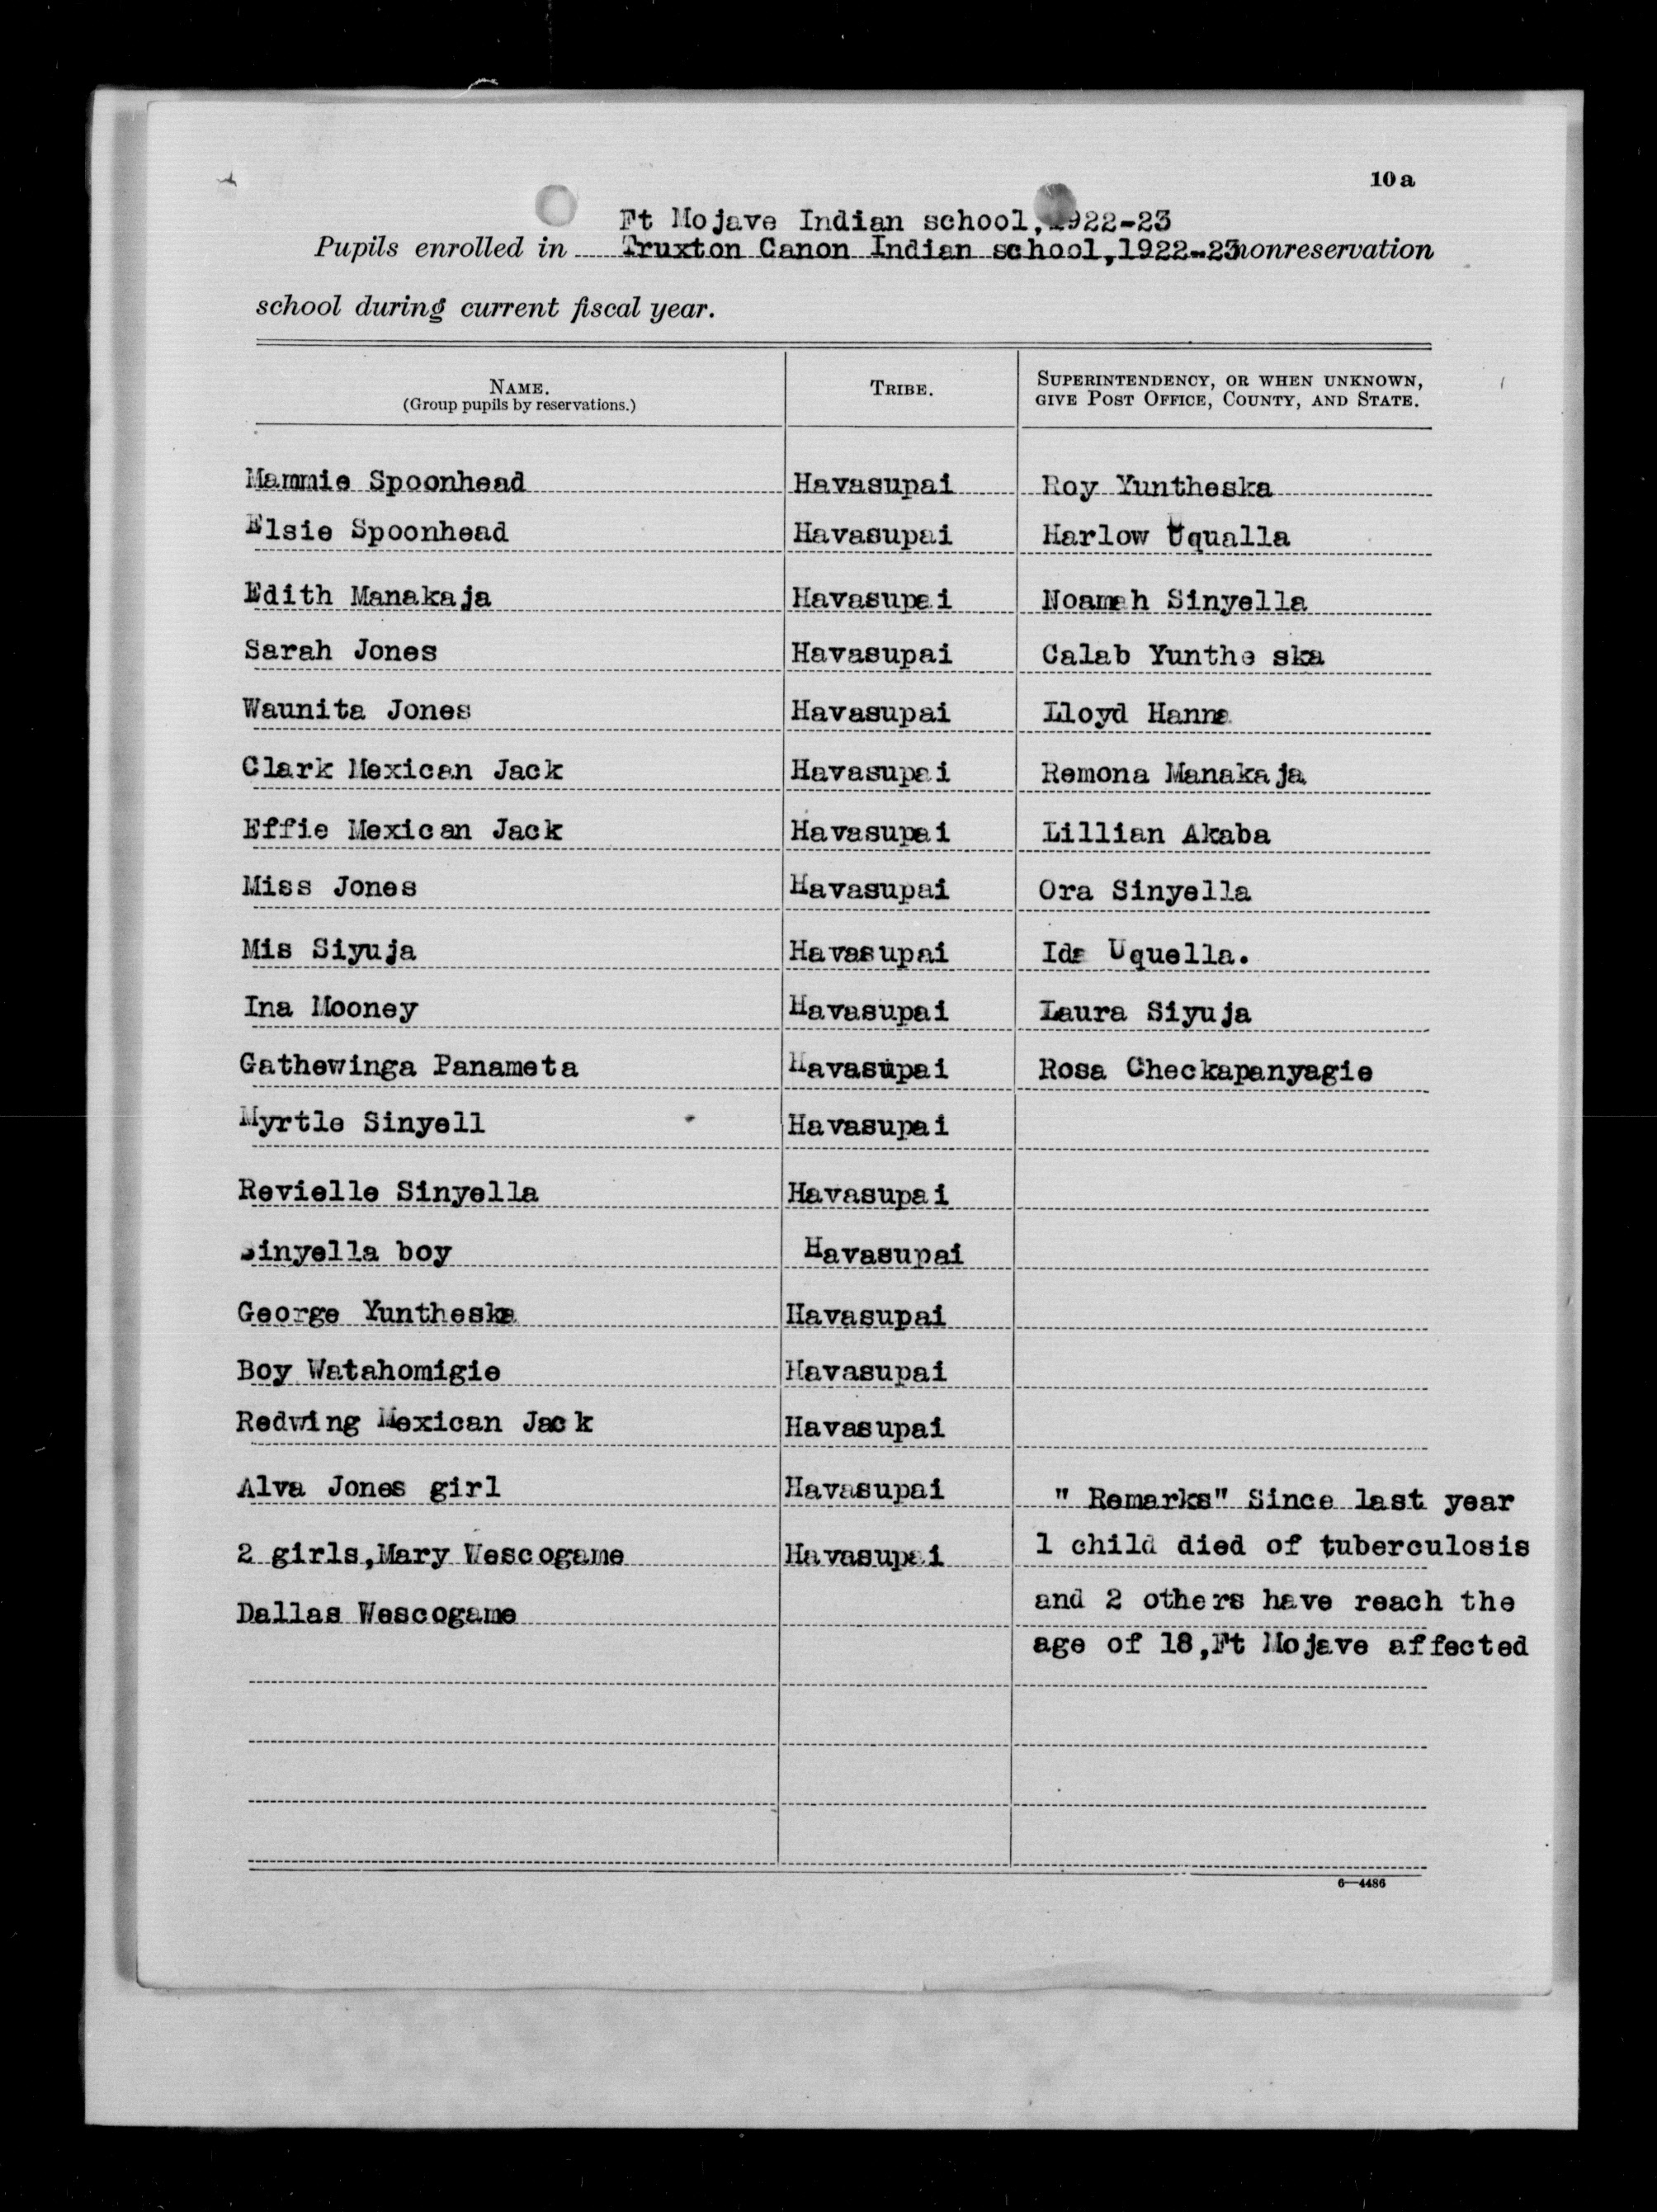 10 a
Ft Mojave Indian school, 1922-23
Pupils enrolled in Truxton Canon Indian school,1922-23 nonreservation
school during current fiscal year.
NAME. TRIBE. SUPERINTENDENCY, OR WHEN UNKNOWN,
(Group pupils by reservations.) GIVE POST OFFICE, COUNTY, AND STATE.
Mammie Spoonhead Havasupai Roy Yuntheska
Elsie Spoonhead Havasupai Harlow Uqualla
Edith Manakaja Havasupai Noameh Sinyella
Sarah Jones Havasupai Calab Yunthe ska
Waunita Jones Havasupai Lloyd Hanna
Clark Mexican Jack Havasupai Remona Manakaja
Effie Mexican Jack Havasupai Lillian Akaba
Miss Jones Havasupai Ora Sinyella
Mis Siyuja Havasupai Ida Uquella.
Ina Mooney Havasupai Laura Siyuja
Gathewinga Panameta Havasupai Rosa Checkapanyagie
Myrtle Sinyell Havasupai
Revielle Sinyella Havasupai
Sinyella boy Havasupai
George Yuntheska Havasupai
Boy Watahomigie Havasupai
Redwing Mexican Jack Havasupai
Alva Jones girl Havasupai " Remarks" Since last year
2 girls,Mary Wescogame Havasupai 1 child died of tuberculosis
Dallas Wescogame and 2 others have reach the
age of 18,Ft Mojave affected
6—4486